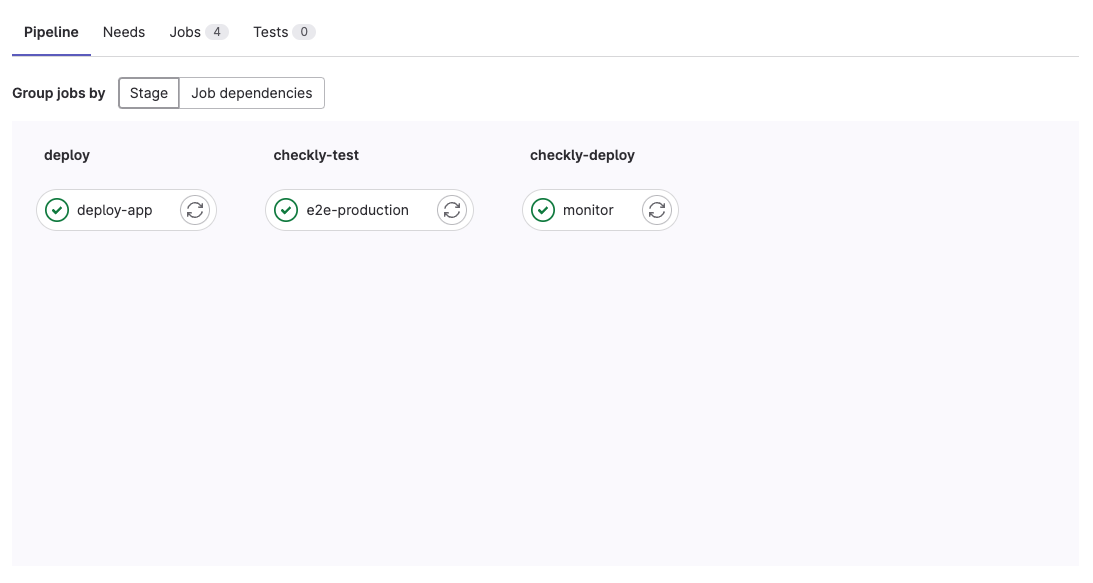 Pipeline Needs Jobs 4 Tests 0
Group jobs by Stage Job dependencies
deploy checkly-test checkly-deploy
deploy-app e2e-production monitor